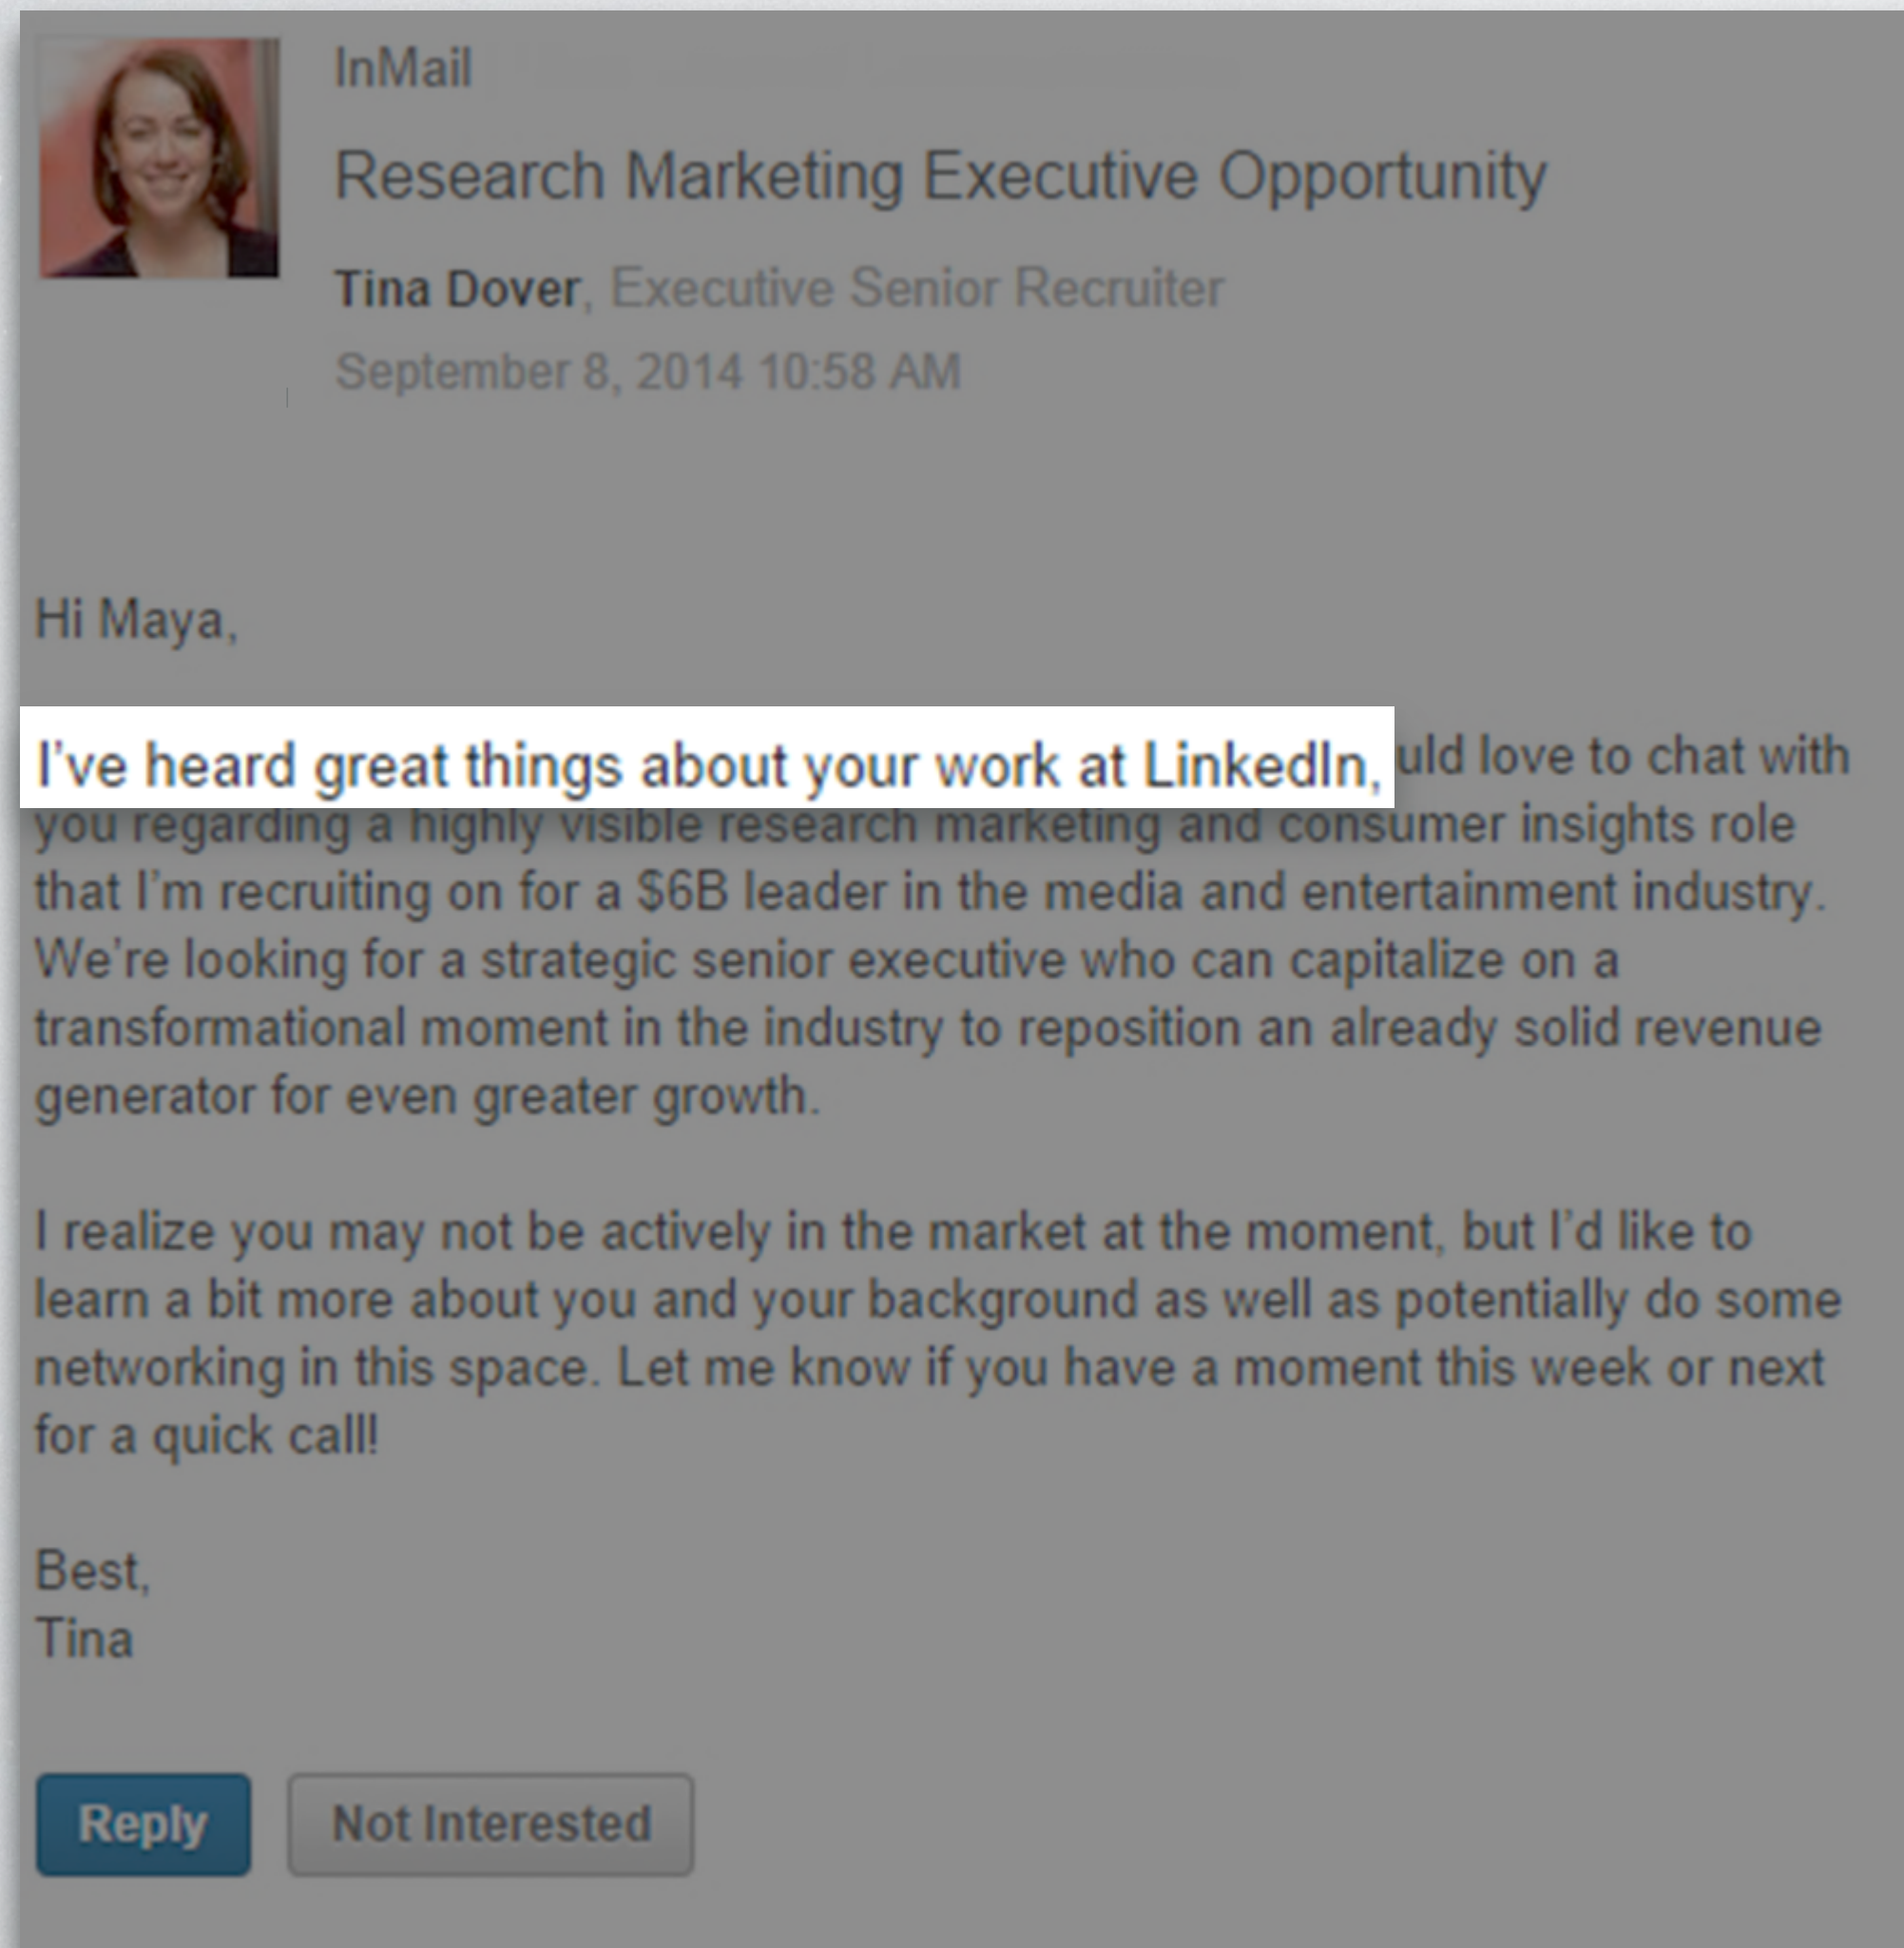 InMail
Research Marketing Executive Opportunity
Tina Dover, Executive Senior Recruiter
September 8, 2014 10:58 AM
Hi Maya,
I've heard great things about your work at LinkedIn, uld love to chat with
you regarding a highly visible research marketing and consumer insights role
that I'm recruiting on for a $6B leader in the media and entertainment industry.
We're looking for a strategic senior executive who can capitalize on a
transformational moment in the industry to reposition an already solid revenue
generator for even greater growth.
I realize you may not be actively in the market at the moment, but I'd like to
learn a bit more about you and your background as well as potentially do some
networking in this space. Let me know if you have a moment this week or next
for a quick call!
Best,
Tina
Reply Not Interested